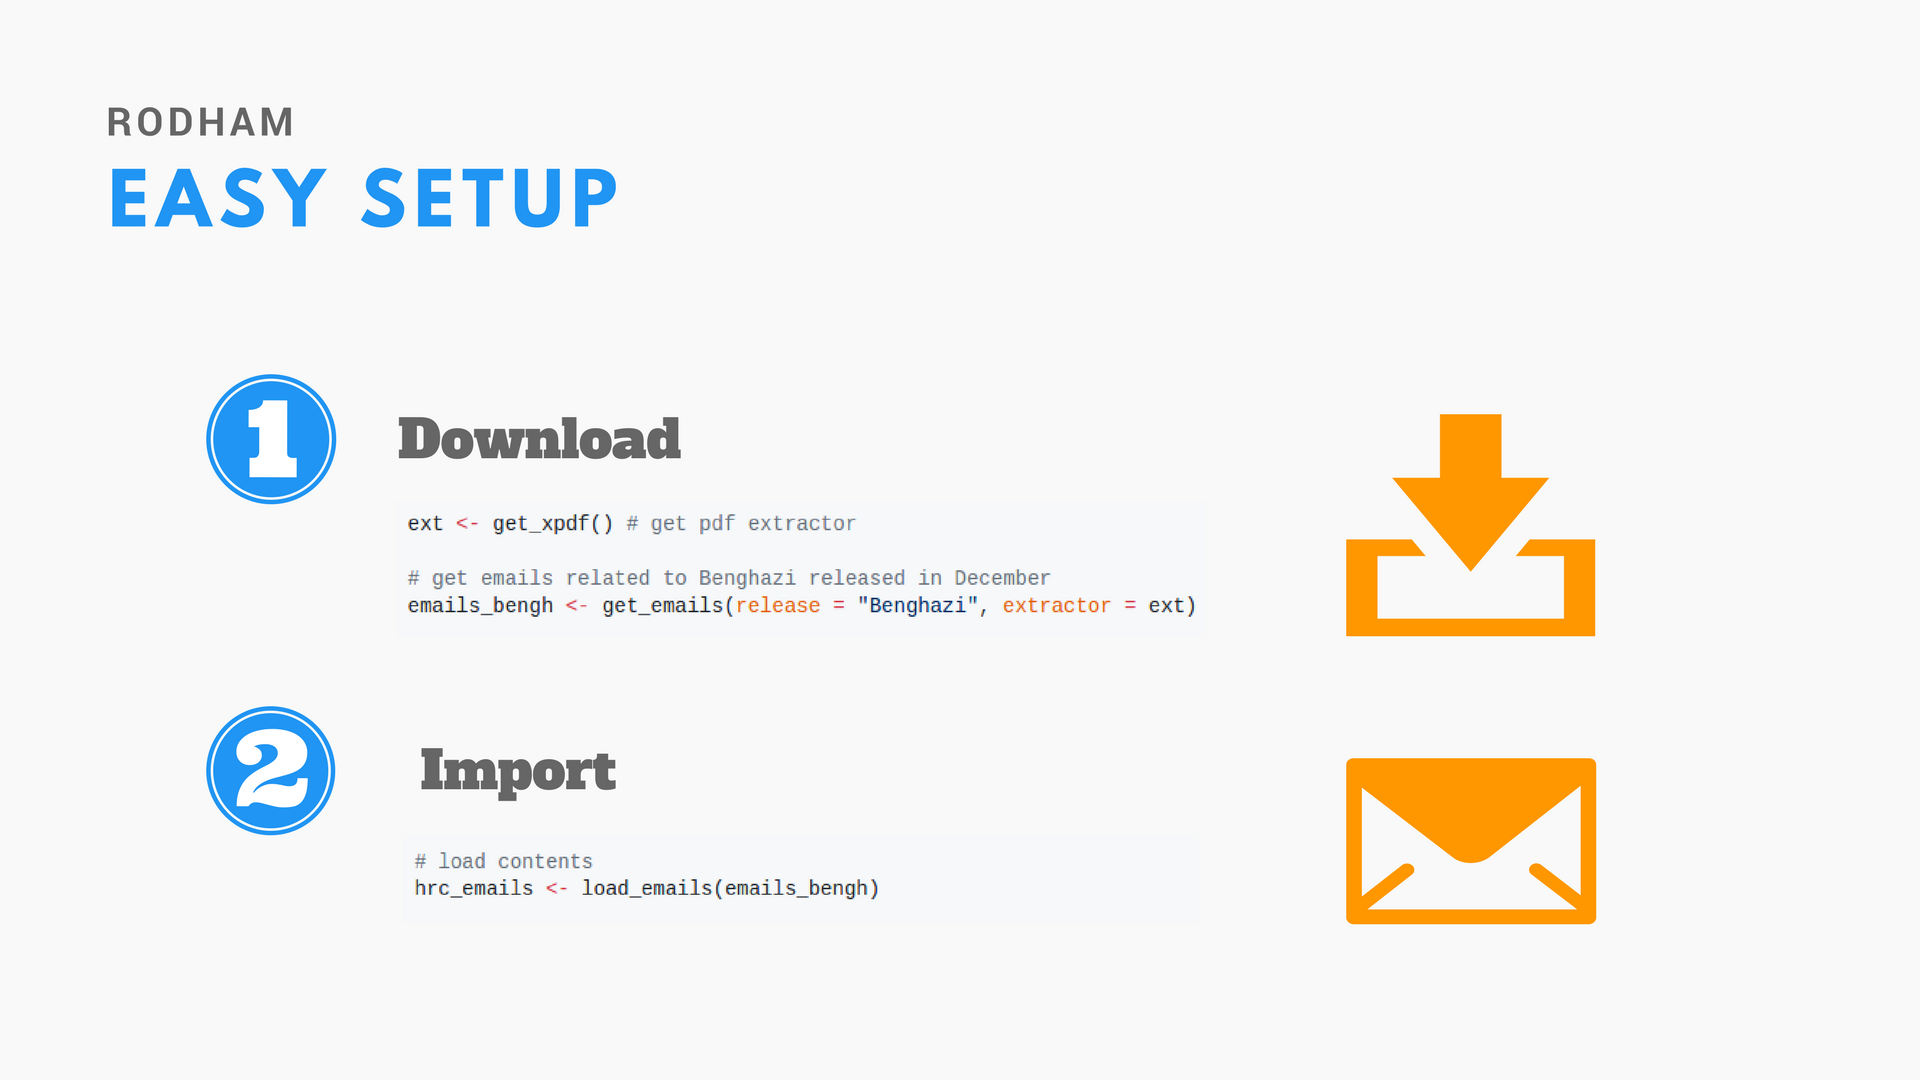 RODHAM
EASY SETUP
1
Download
ext <- get_xpdf() # get pdf extractor
# get emails related to Benghazi released in December
emails_bengh <- get_emails(release = "Benghazi", extractor = ext)
2
Import
# load contents
hrc_emails <- load_emails(emails_bengh)